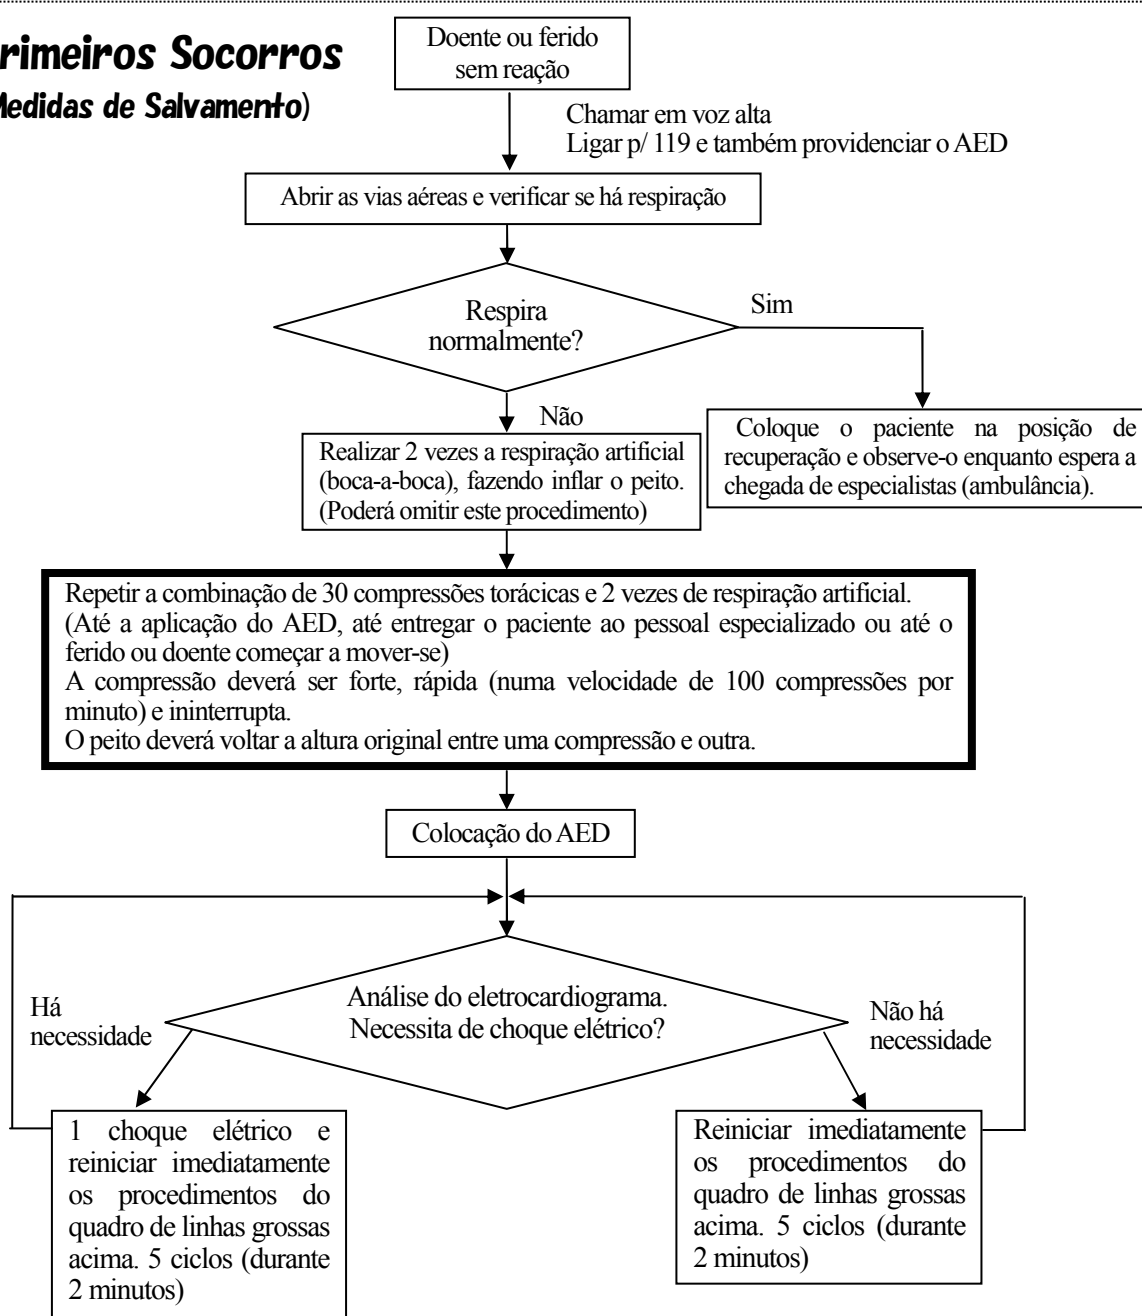 rimeiros Socorros
Medidas de Salvamento)
Doente ou ferido
sem reação
Chamar em voz alta
Ligar p/ 119 e também providenciar o AED
Abrir as vias aéreas e verificar se há respiração
Respira
normalmente?
Sim
Não
Realizar 2 vezes a respiração artificial
(boca-a-boca), fazendo inflar o peito.
(Poderá omitir este procedimento)
Coloque o paciente na posição de
recuperação e observe-o enquanto espera a
chegada de especialistas (ambulância).
Repetir a combinação de 30 compressões torácicas e 2 vezes de respiração artificial.
(Até a aplicação do AED, até entregar o paciente ao pessoal especializado ou até o
ferido ou doente começar a mover-se)
A compressão deverá ser forte, rápida (numa velocidade de 100 compressões por
minuto) e ininterrupta.
O peito deverá voltar a altura original entre uma compressão e outra.
Colocação do AED
Análise do eletrocardiograma.
Necessita de choque elétrico?
Há
necessidade
Não há
necessidade
1 choque elétrico e
reiniciar imediatamente
os procedimentos do
quadro de linhas grossas
acima. 5 ciclos (durante
2 minutos)
Reiniciar imediatamente
os procedimentos do
quadro de linhas grossas
acima. 5 ciclos (durante
2 minutos)